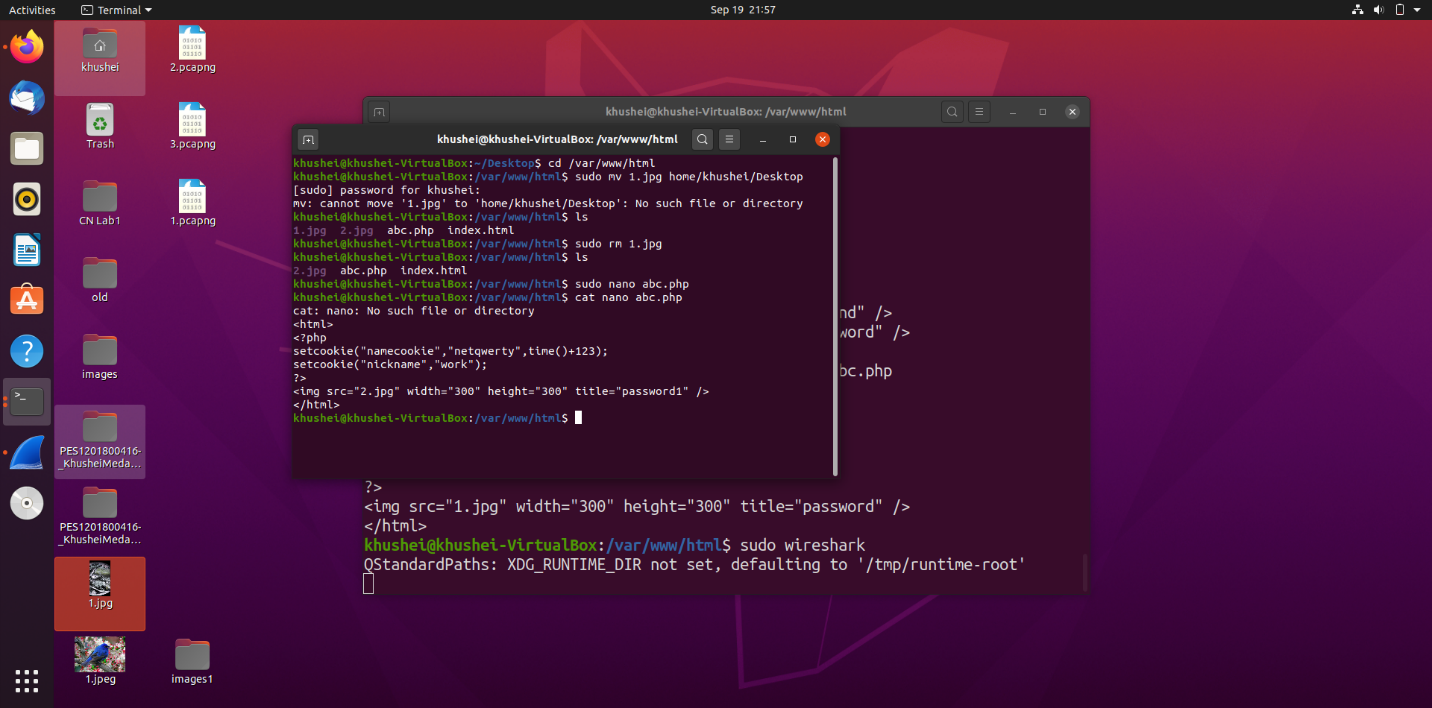 Activities
Terminal
Sep 19 21:57
khushei
2.pcapng
Trash
3.pcapng
CN Lab1
1.pcapng
old
images
PES1201800416-
_KhusheiMeda...
PES1201800416-
_KhusheiMeda...
1.jpg
1.jpeg
images1
khushei@khushei-VirtualBox: /var/www/html
khushei@khushei-VirtualBox: /var/www/html
khushei@khushei-VirtualBox:~/Desktop$ cd /var/www/html
khushei@khushei-VirtualBox:/var/www/html$ sudo mv 1.jpg home/khushei/Desktop
[sudo] password for khushei:
mv: cannot move '1.jpg' to 'home/khushei/Desktop': No such file or directory
khushei@khushei-VirtualBox:/var/www/html$ ls
1.jpg  2.jpg  abc.php  index.html
khushei@khushei-VirtualBox:/var/www/html$ sudo rm 1.jpg
khushei@khushei-VirtualBox:/var/www/html$ ls
2.jpg  abc.php  index.html
khushei@khushei-VirtualBox:/var/www/html$ sudo nano abc.php
khushei@khushei-VirtualBox:/var/www/html$ cat nano abc.php
cat: nano: No such file or directory
<html>
<?php
setcookie("namecookie","netqwerty",time()+123);
setcookie("nickname","work");
?>
<img src="2.jpg" width="300" height="300" title="password1" />
</html>
khushei@khushei-VirtualBox:/var/www/html$
nd" />
word" />
bc.php
?>
<img src="1.jpg" width="300" height="300" title="password" />
</html>
khushei@khushei-VirtualBox:/var/www/html$ sudo wireshark
QStandardPaths: XDG_RUNTIME_DIR not set, defaulting to '/tmp/runtime-root'